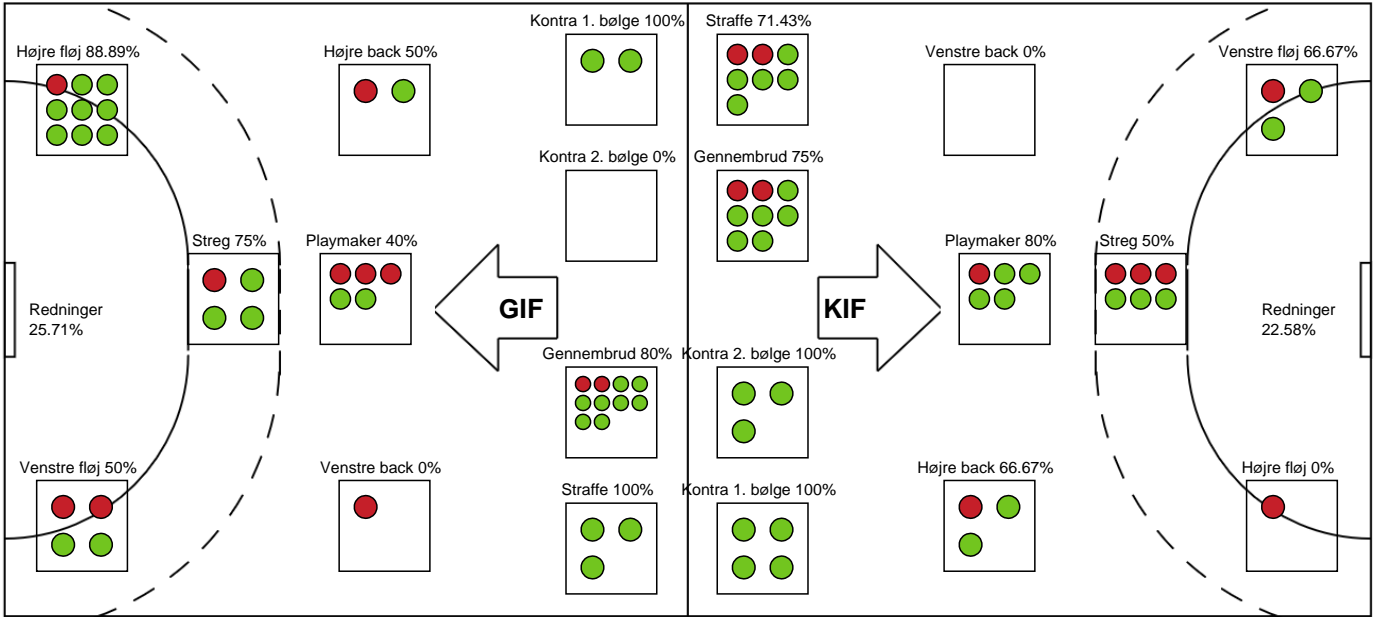 Kontra 1. bølge 100%
Straffe 71.43%
Højre fløj 88.89%
Højre back 50%
Venstre back 0%
Venstre fløj 66.67%
Kontra 2. bølge 0%
Gennembrud 75%
Streg 75%
Playmaker 40%
Playmaker 80%
Streg 50%
Redninger
25.71%
GIF
KIF
Redninger
22.58%
Gennembrud 80%
Kontra 2. bølge 100%
Venstre fløj 50%
Venstre back 0%
Straffe 100%
Kontra 1. bølge 100%
Højre back 66.67%
Højre fløj 0%